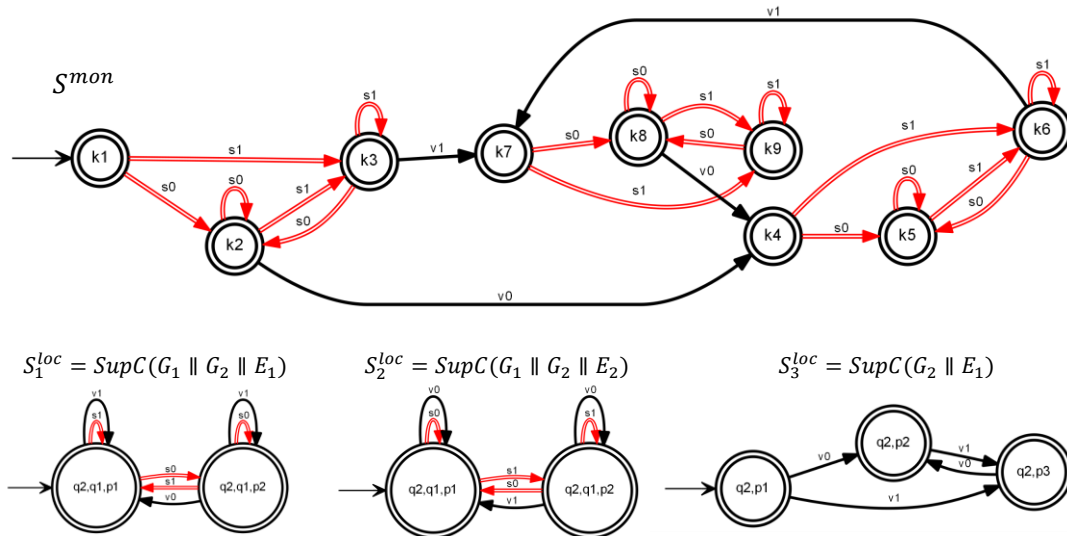 v1
S^{mon}
s1
s0
s1
s1
k6
k8
s1
s1
s0
k9
k1
s1
k3
v1
k7
s0
s1
s0
s0
s1
s0
v0
s0
s1
s0
k2
k4
s0
k5
v0
S_1^{loc} = SupC(G_1 ∥ G_2 ∥ E_1)
S_2^{loc} = SupC(G_1 ∥ G_2 ∥ E_2)
S_3^{loc} = SupC(G_2 ∥ E_1)
v1
s1
v1
s0
q2,q1,p1
s0
s1
v0
q2,q1,p2
v0
s0
v0
s1
q2,q1,p1
s1
s0
v1
q2,q1,p2
q2,p1
v0
q2,p2
v1
v0
v1
q2,p3